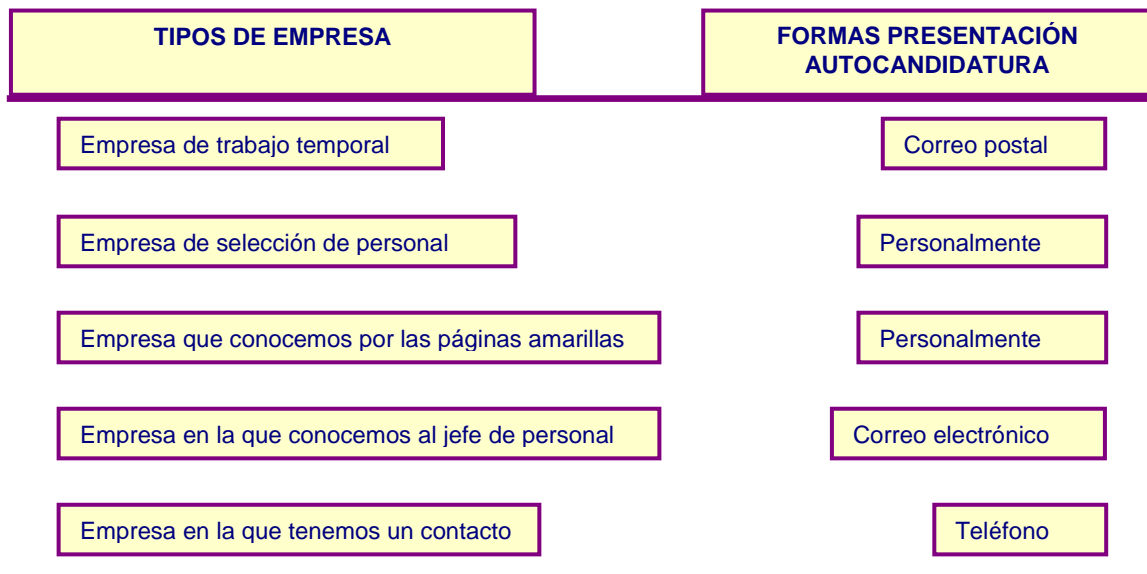 TIPOS DE EMPRESA
FORMAS PRESENTACIÓN
AUTOCANDIDATURA
Empresa de trabajo temporal
Correo postal
Empresa de selección de personal
Personalmente
Empresa que conocemos por las páginas amarillas
Personalmente
Empresa en la que conocemos al jefe de personal
Correo electrónico
Empresa en la que tenemos un contacto
Teléfono